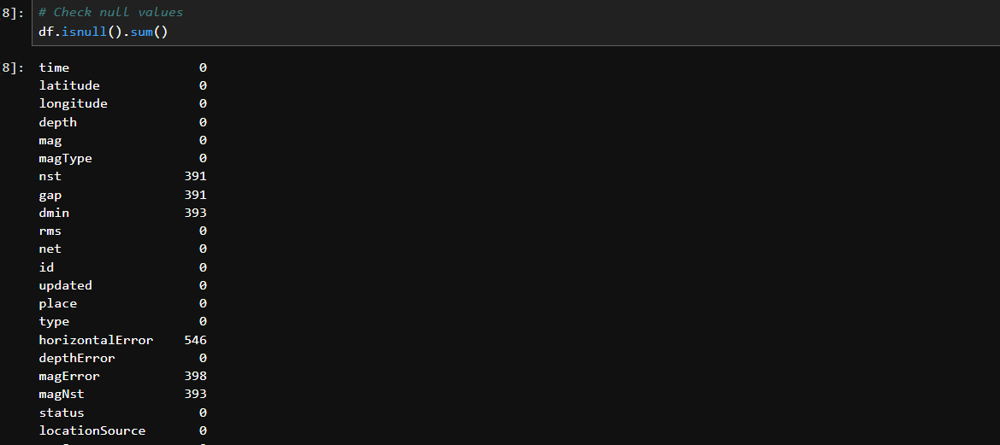 8]: # Check null values
df.isnull().sum()
8]: time 0
latitude 0
longitude 0
depth 0
mag 0
magType 0
nst 391
gap 391
dmin 393
rms 0
net 0
id 0
updated 0
place 0
type 0
horizontalError 546
depthError 0
magError 398
magNst 393
status 0
locationSource 0